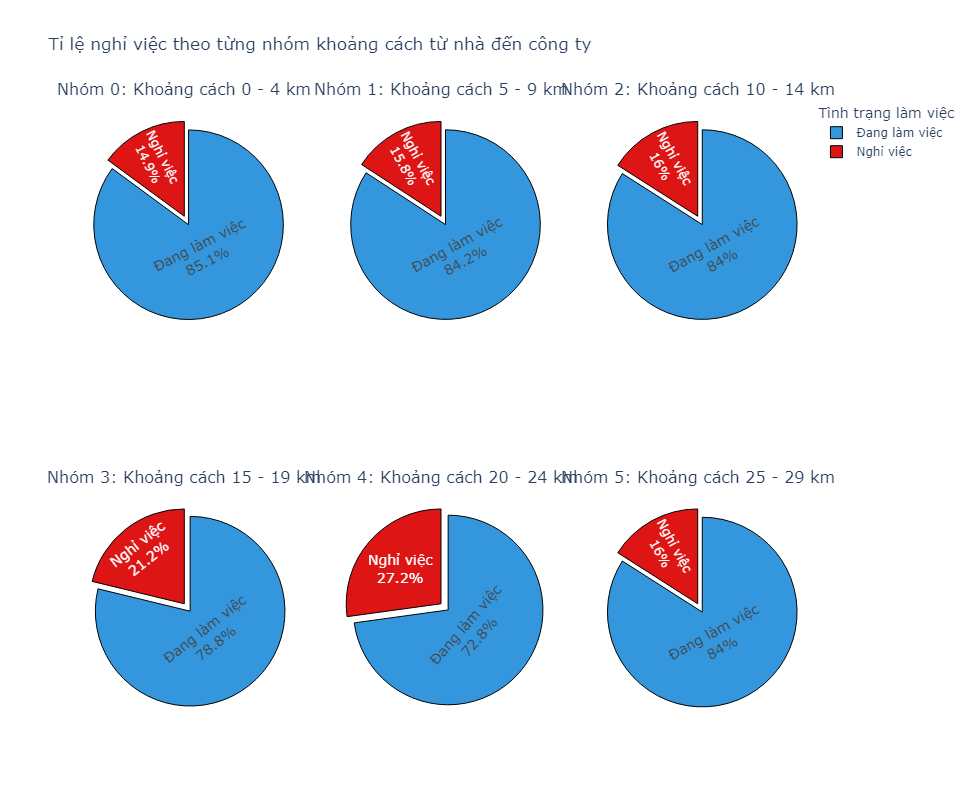 Tỉ lệ nghỉ việc theo từng nhóm khoảng cách từ nhà đến công ty
Nhóm 0: Khoảng cách 0 - 4 km
Nhóm 1: Khoảng cách 5 - 9 km
Nhóm 2: Khoảng cách 10 - 14 km
Tình trạng làm việc
Đang làm việc
Nghỉ việc
Nghỉ việc
14.9%
Đang làm việc
85.1%
Nghỉ việc
15.8%
Đang làm việc
84.2%
Nghỉ việc
16%
Đang làm việc
84%
Nhóm 3: Khoảng cách 15 - 19 km
Nhóm 4: Khoảng cách 20 - 24 km
Nhóm 5: Khoảng cách 25 - 29 km
Nghỉ việc
21.2%
Đang làm việc
78.8%
Nghỉ việc
27.2%
Đang làm việc
72.8%
Nghỉ việc
16%
Đang làm việc
84%